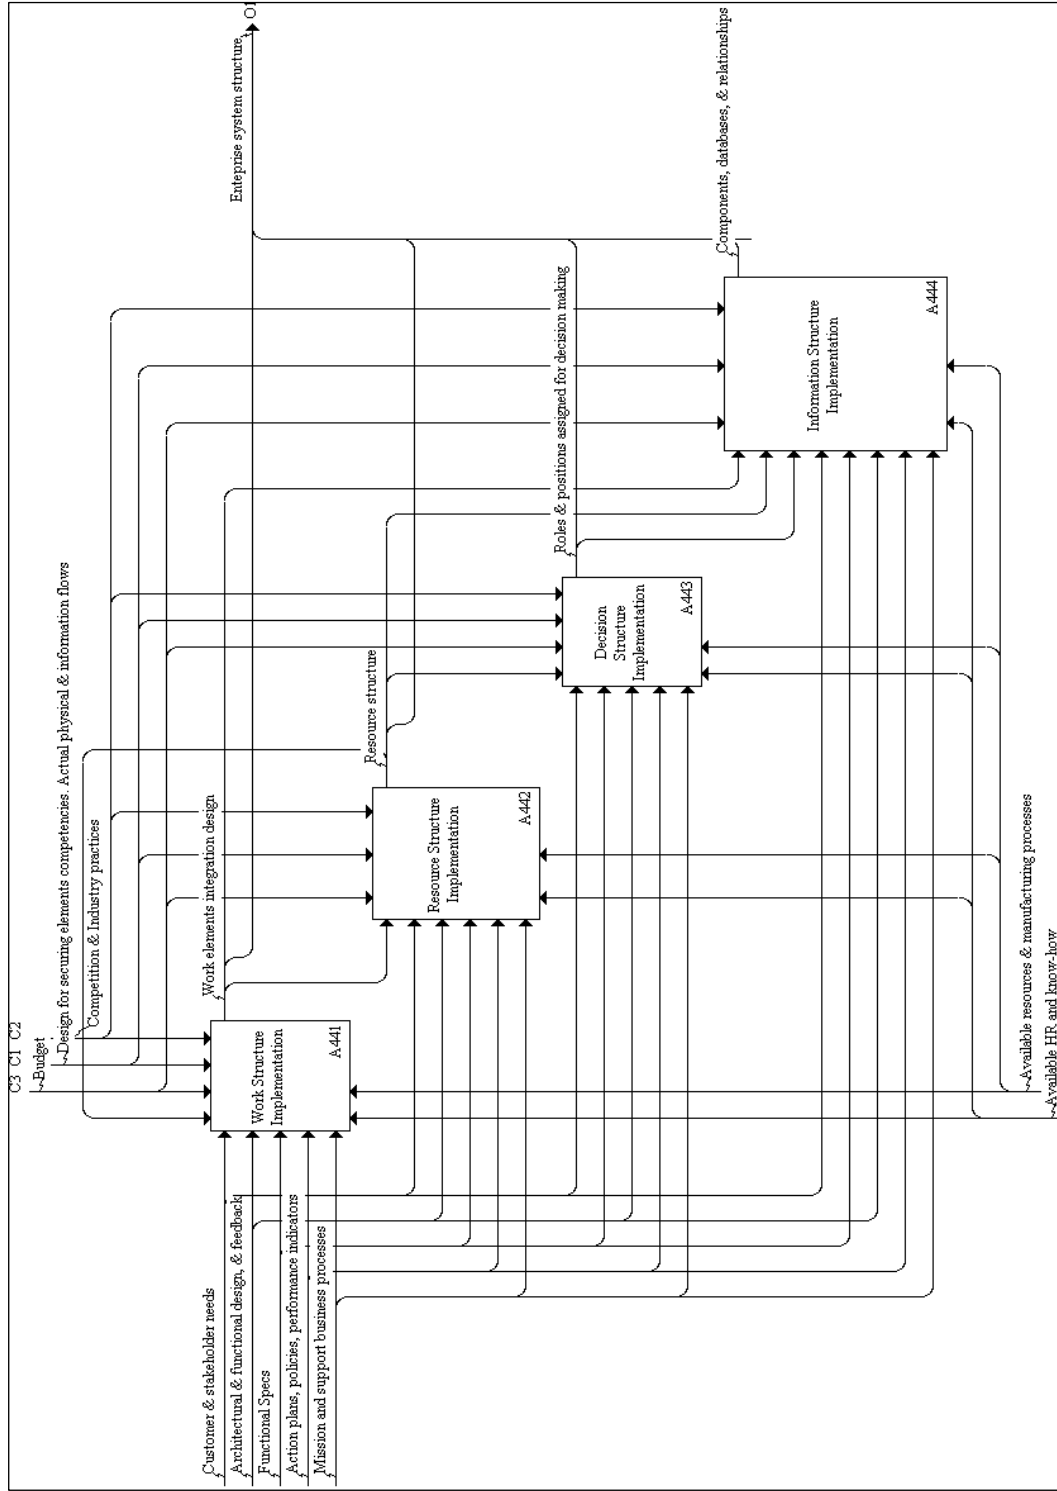 C3 C1 C2
Budget
Design for securing elements competencies. Actual physical & information flows
Competition & Industry practices
Customer & stakeholder needs
Architectural & functional design, & feedback
Functional Specs
Action plans, policies, performance indicators
Mission and support business processes
Work Structure
Implementation
A441
Work elements integration design
Resource Structure
Implementation
A442
Resource structure
Decision
Structure
Implementation
A443
Roles & positions assigned for decision making
Information Structure
Implementation
A444
Components, databases, & relationships
Enteprise system structure
O1
Available resources & manufacturing processes
Available HR and know-how